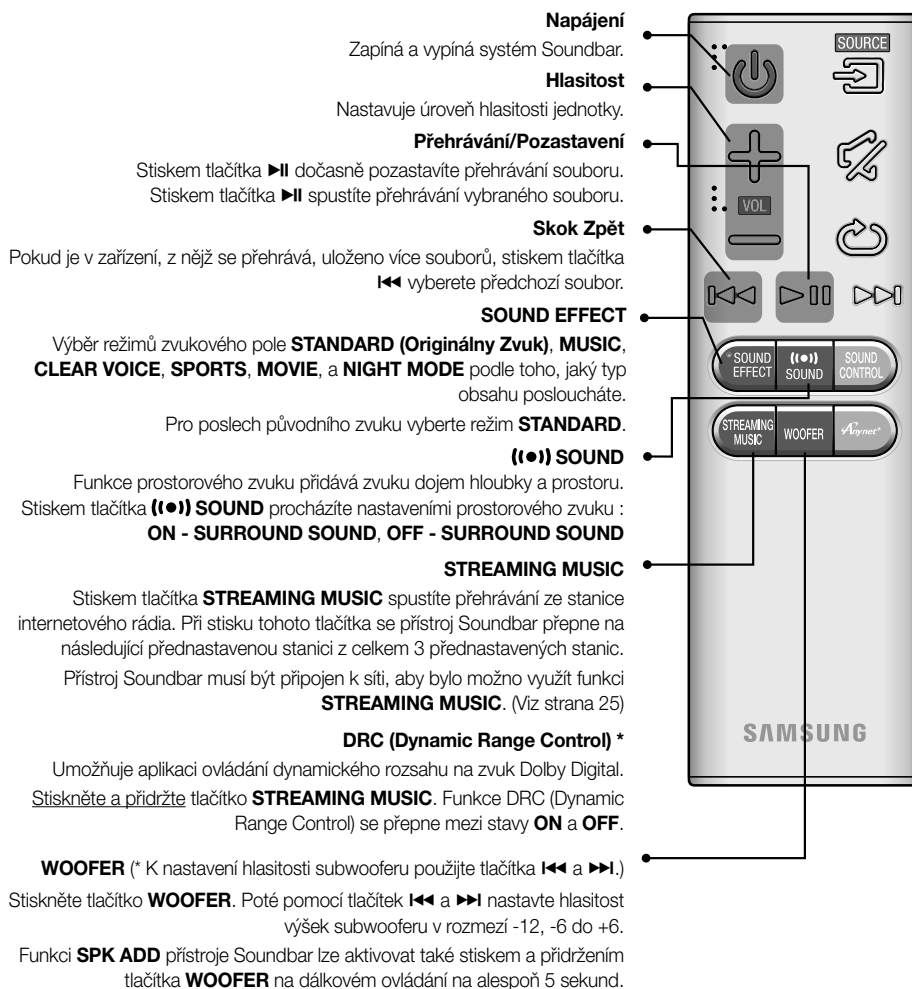 Napájení
Zapíná a vypíná systém Soundbar.
Hlasitost
Nastavuje úroveň hlasitosti jednotky.
Přehrávání/Pozastavení
Stiskem tlačítka ►II dočasně pozastavíte přehrávání souboru.
Stiskem tlačítka ►II spustíte přehrávání vybraného souboru.
Skok Zpět
Pokud je v zařízení, z nějž se přehrává, uloženo více souborů, stiskem tlačítka
I◄◄ vyberete předchozí soubor.
SOUND EFFECT
Výběr režimů zvukového pole STANDARD (Originálny Zvuk), MUSIC,
CLEAR VOICE, SPORTS, MOVIE, a NIGHT MODE podle toho, jaký typ
obsahu posloucháte.
Pro poslech původního zvuku vyberte režim STANDARD.
((●)) SOUND
Funkce prostorového zvuku přidává zvuku dojem hloubky a prostoru.
Stiskem tlačítka ((●)) SOUND procházíte nastaveními prostorového zvuku :
ON - SURROUND SOUND, OFF - SURROUND SOUND
STREAMING MUSIC
Stiskem tlačítka STREAMING MUSIC spustíte přehrávání ze stanice
internetového rádia. Při stisku tohoto tlačítka se přístroj Soundbar přepne na
následující přednastavenou stanici z celkem 3 přednastavených stanic.
Přístroj Soundbar musí být připojen k síti, aby bylo možno využít funkci
STREAMING MUSIC. (Viz strana 25)
DRC (Dynamic Range Control) *
Umožňuje aplikaci ovládání dynamického rozsahu na zvuk Dolby Digital.
Stiskněte a přidržte tlačítko STREAMING MUSIC. Funkce DRC (Dynamic
Range Control) se přepne mezi stavy ON a OFF.
WOOFER (* K nastavení hlasitosti subwooferu použijte tlačítka I◄◄ a ►►I.)
Stiskněte tlačítko WOOFER. Poté pomocí tlačítek I◄◄ a ►►I nastavte hlasitost
výšek subwooferu v rozmezí -12, -6 do +6.
Funkci SPK ADD přístroje Soundbar lze aktivovat také stiskem a přidržením
tlačítka WOOFER na dálkovém ovládání na alespoň 5 sekund.
SOURCE
VOL
* SOUND
EFFECT
((●))
SOUND
SOUND
CONTROL
STREAMING
MUSIC
WOOFER
Anynet+
SAMSUNG